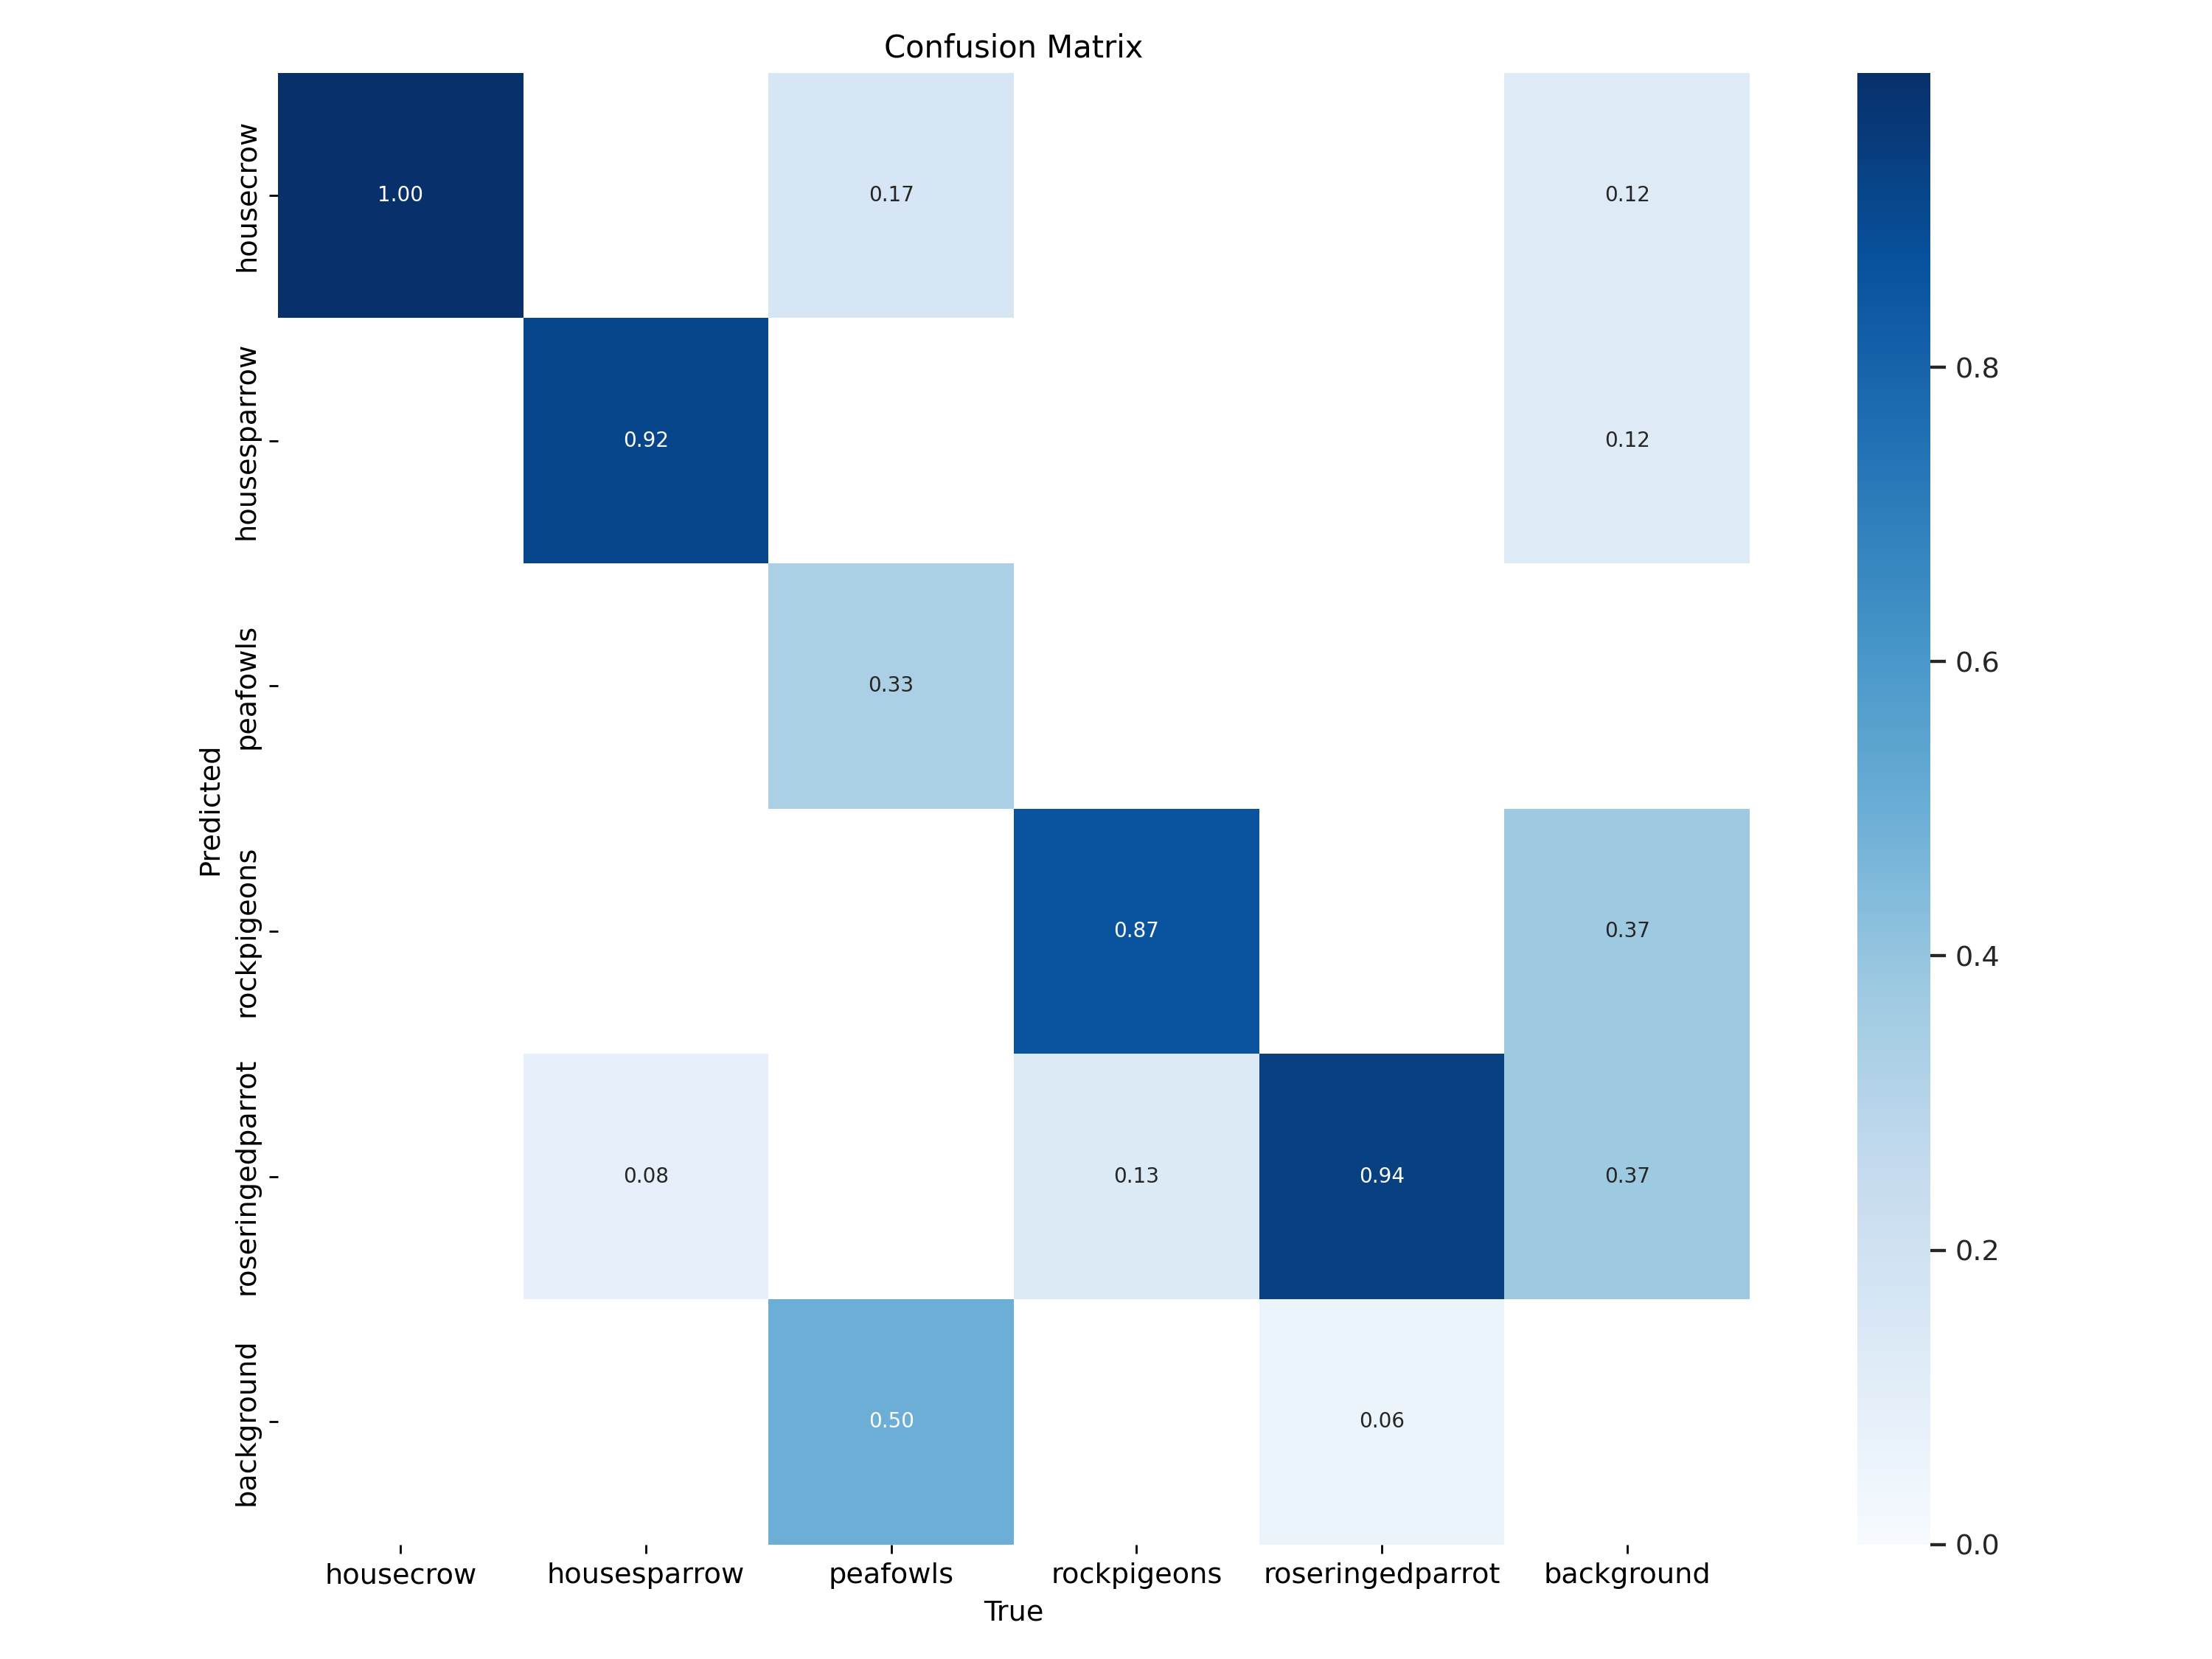 Confusion Matrix
housecrow
1.00
0.17
0.12
housesparrow
0.92
0.12
peafowls
0.33
rockpigeons
0.87
0.37
roseringedparrot
0.08
0.13
0.94
0.37
background
0.50
0.06
Predicted
housecrow
housesparrow
peafowls
rockpigeons
roseringedparrot
background
True
0.8
0.6
0.4
0.2
0.0